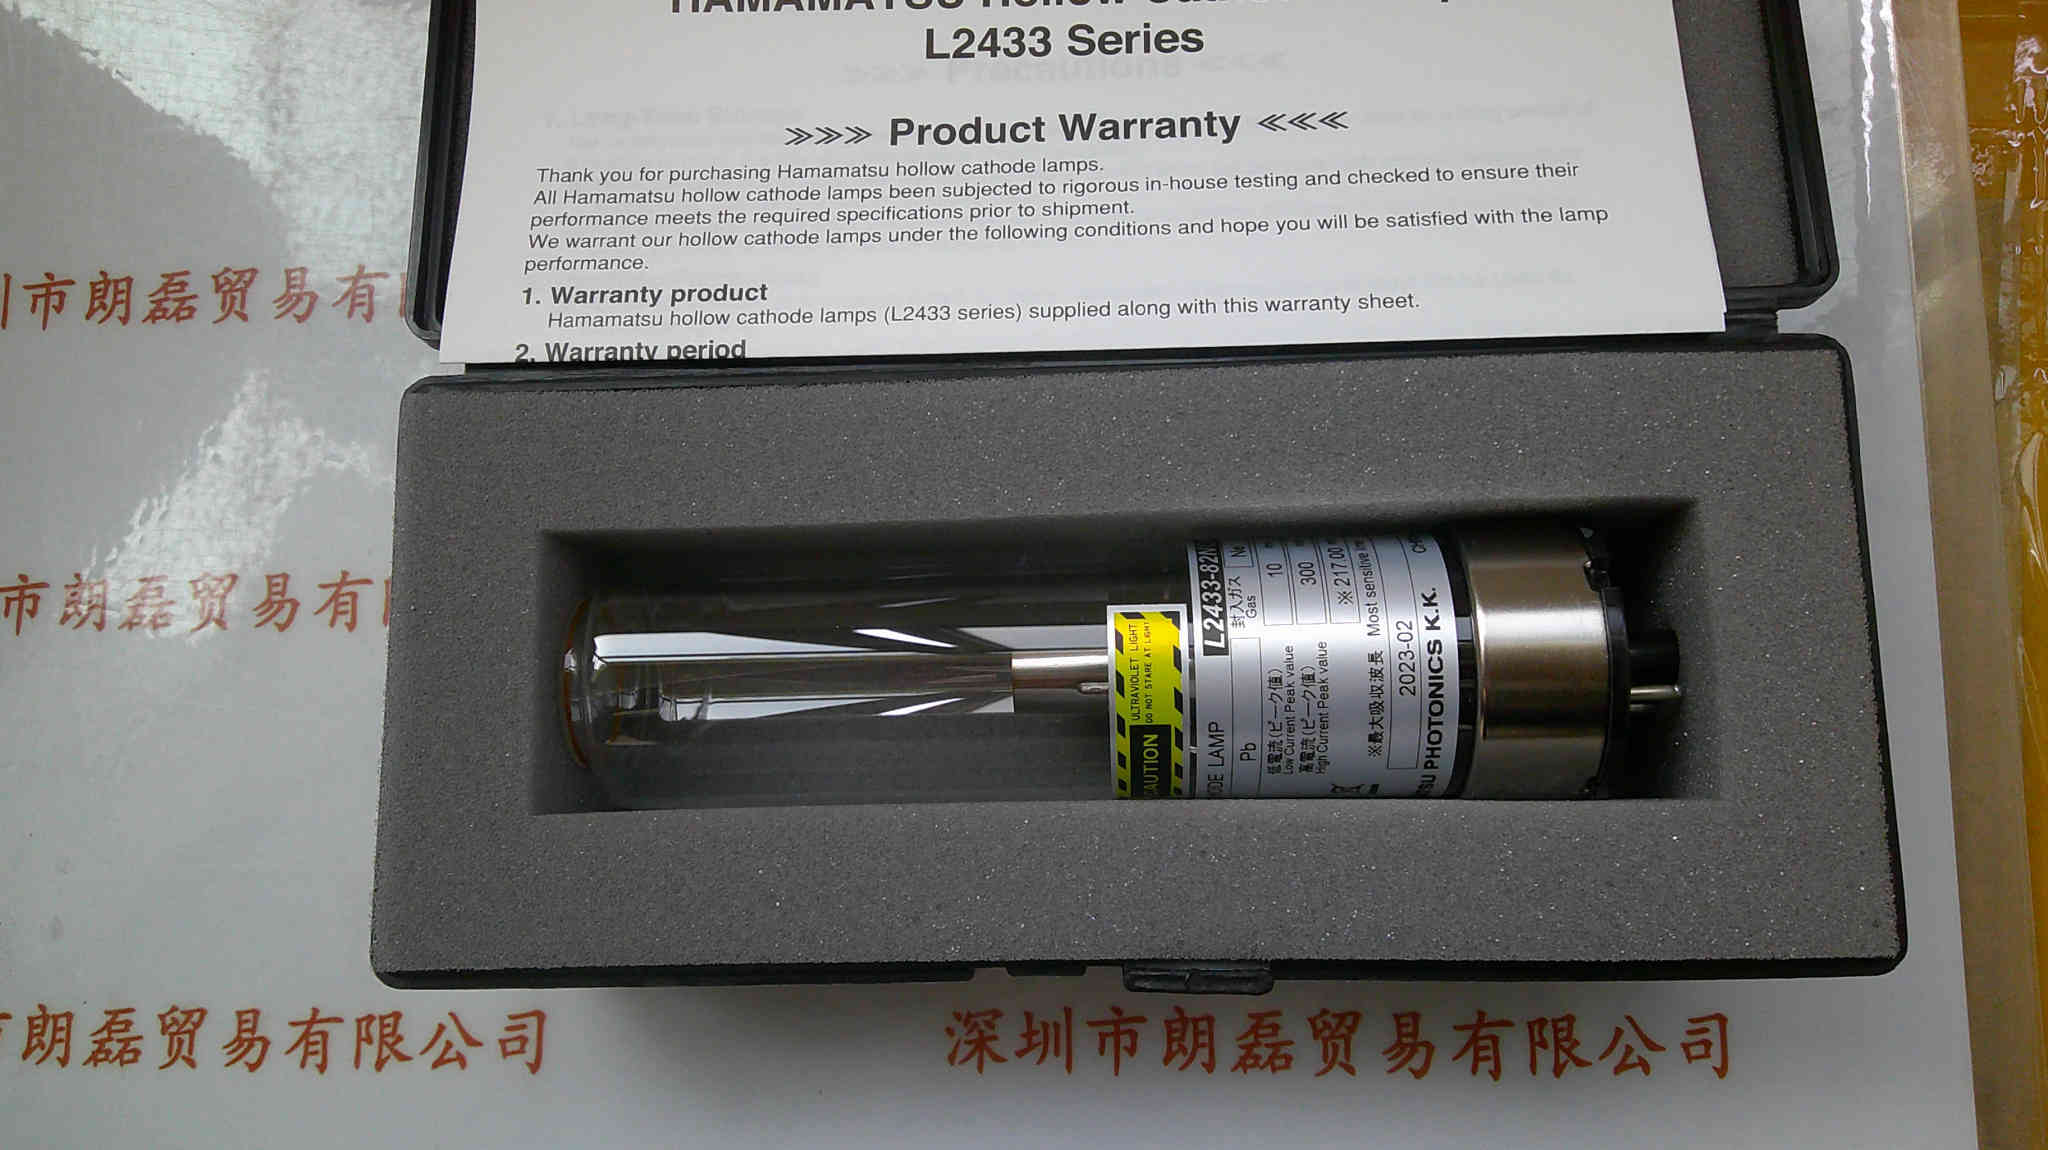 L2433 Series
>>> Product Warranty <<<
Thank you for purchasing Hamamatsu hollow cathode lamps.
All Hamamatsu hollow cathode lamps been subjected to rigorous in-house testing and checked to ensure their
performance meets the required specifications prior to shipment.
We warrant our hollow cathode lamps under the following conditions and hope you will be satisfied with the lamp
performance.
1. Warranty product
Hamamatsu hollow cathode lamps (L2433 series) supplied along with this warranty sheet.
2. Warranty period
市朗磊贸易有
市朗磊贸易有
朗磊贸易有限公司
深圳市朗磊贸易有限公司
CAUTION
ULTRAVIOLET LIGHT
DO NOT STARE AT LIGHT
LAMP
Pb
封入ガス Ne
Gas
低電流(ピーク値) 10
Low Current Peak value
高電流(ピーク値) 300
High Current Peak value
※ 217.00
※最大吸収波長 Most sensitive
2023-02
PHOTONICS K.K.